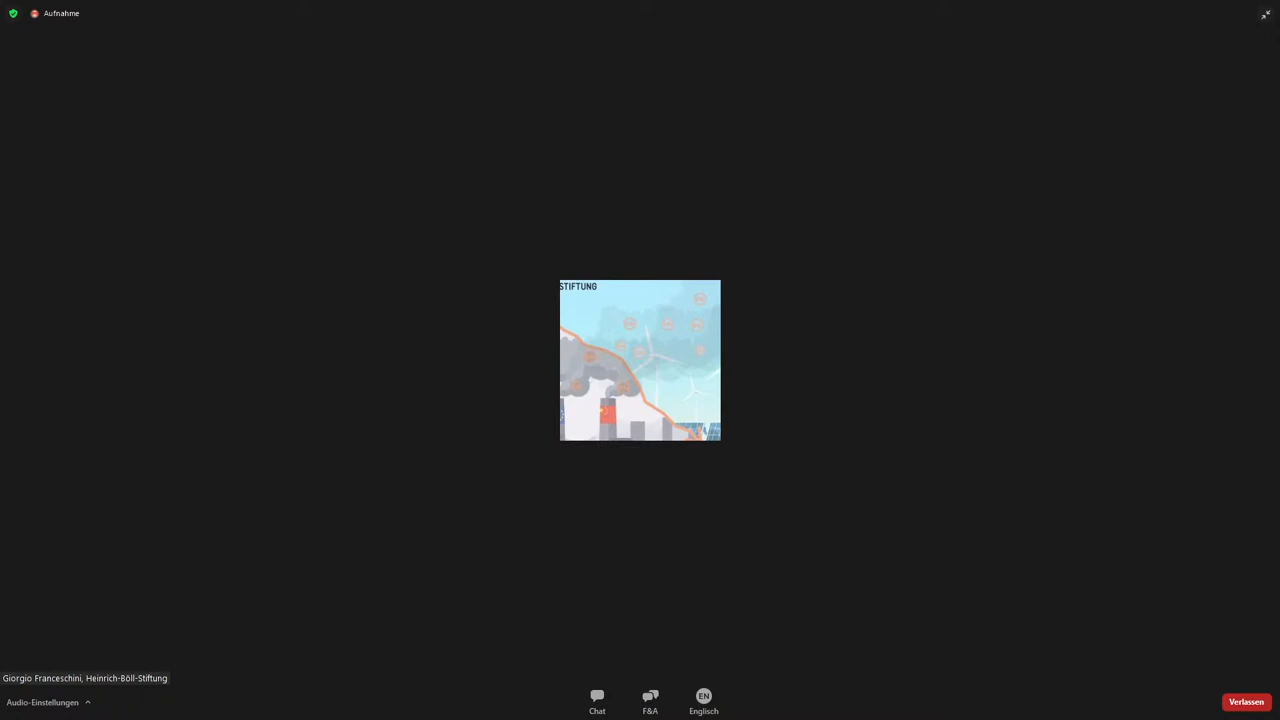 Aufnahme
STIFTUNG
Giorgio Franceschini, Heinrich-Böll-Stiftung
Audio-Einstellungen
Chat
F&A
EN
Englisch
Verlassen